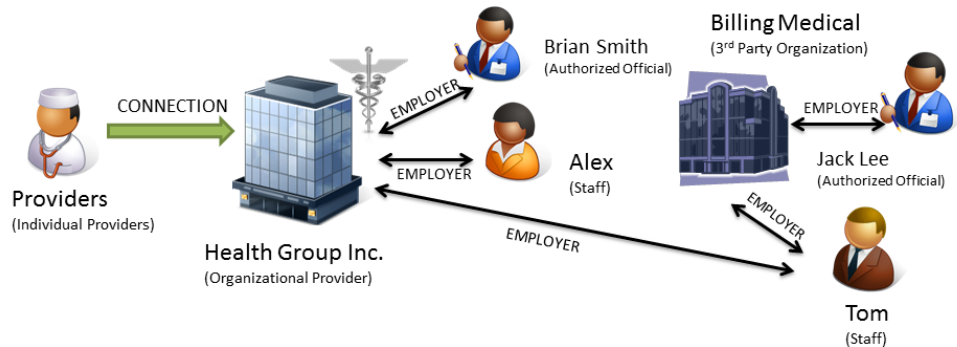 CONNECTION
Providers
(Individual Providers)
Health Group Inc.
(Organizational Provider)
EMPLOYER
Brian Smith
(Authorized Official)
EMPLOYER
Alex
(Staff)
EMPLOYER
Billing Medical
(3rd Party Organization)
EMPLOYER
Jack Lee
(Authorized Official)
EMPLOYER
Tom
(Staff)